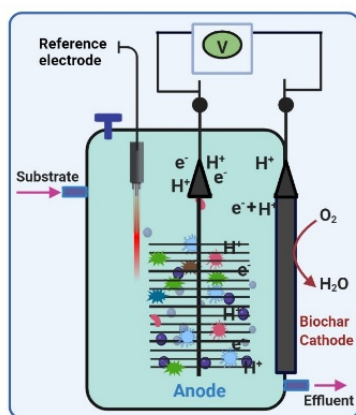 V
Reference
electrode
e⁻ H⁺
e⁻
H⁺
H⁺
Substrate
e⁻+H⁺
O₂
H⁺
e⁻
H₂O
H⁺
Biochar
Cathode
e⁻
H⁺
Anode
Effluent